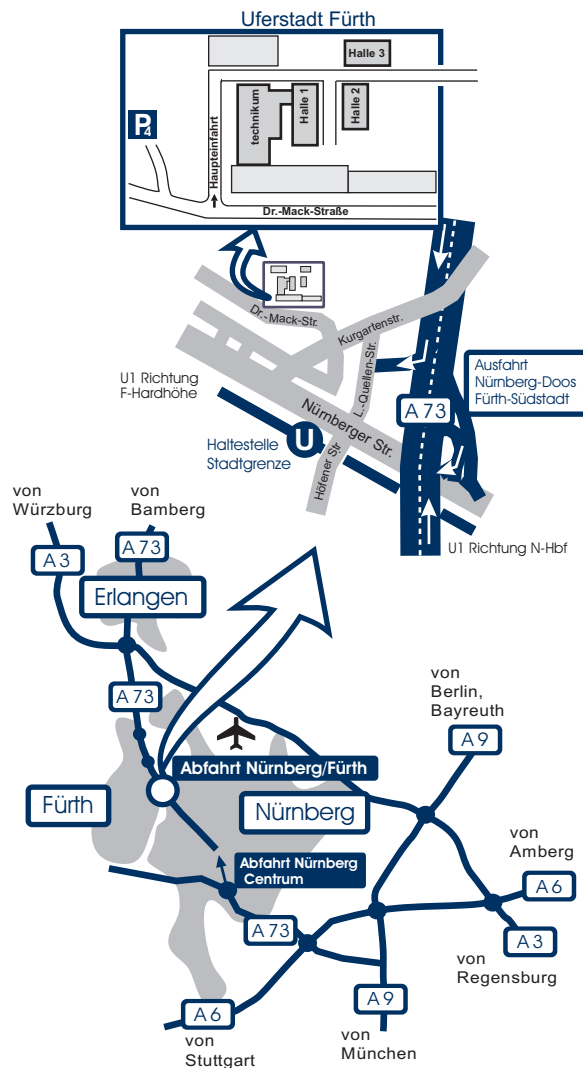 Uferstadt Fürth
Halle 3
P
4
Haupteinfahrt
technikum
Halle 1
Halle 2
Dr.-Mack-Straße
Dr.-Mack-Str.
Kurgartenstr.
L.-Quellen-Str.
U1 Richtung
F-Hardhöhe
Ausfahrt
Nürnberg-Doos
Fürth-Südstadt
A 73
Nürnberger Str.
U
Haltestelle
Stadtgrenze
Höfener Str
U1 Richtung N-Hbf
von
Würzburg
von
Bamberg
A 3
A 73
Erlangen
A 73
von
Berlin,
Bayreuth
A 9
Abfahrt Nürnberg/Fürth
Fürth
Nürnberg
von
Amberg
Abfahrt Nürnberg
Centrum
A 6
A 73
A 3
von
Regensburg
A 6
A 9
von
Stuttgart
von
München